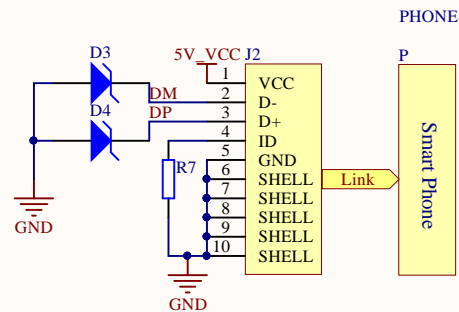 PHONE
D3
5V_VCC
J2
P
1
VCC
DM
2
D-
D4
DP
3
D+
4
ID
5
GND
R7
6
SHELL
7
SHELL
Link
8
SHELL
9
SHELL
10
SHELL
Smart Phone
GND
GND